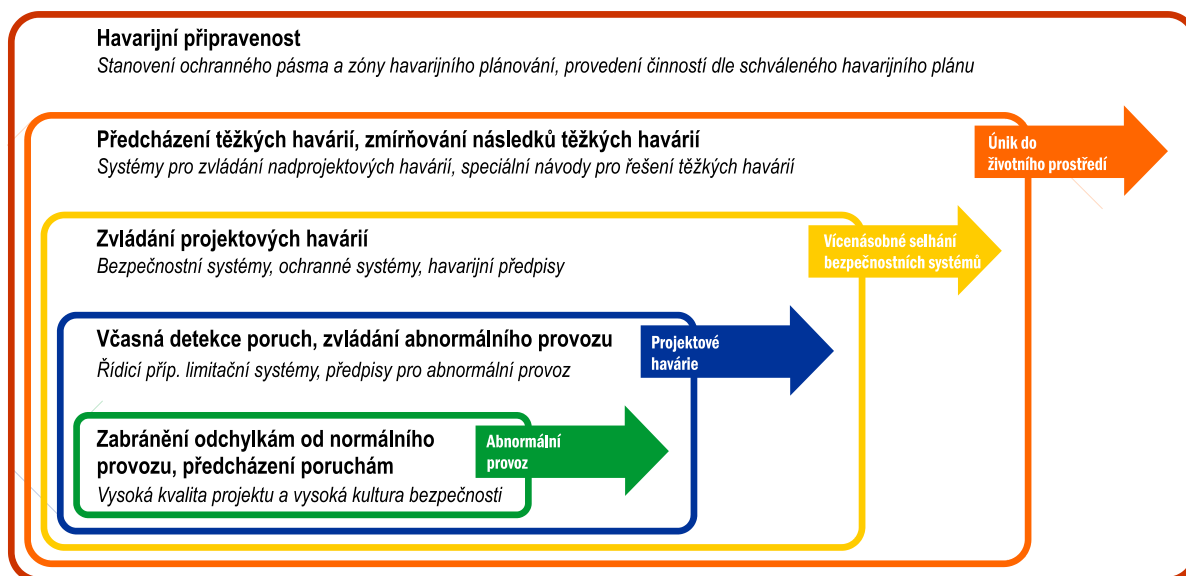 Havarijní připravenost
Stanovení ochranného pásma a zóny havarijního plánování, provedení činností dle schváleného havarijního plánu
Předcházení těžkých havárií, zmírňování následků těžkých havárií
Systémy pro zvládání nadprojektových havárií, speciální návody pro řešení těžkých havárií
Únik do
životního prostředí
Zvládání projektových havárií
Bezpečnostní systémy, ochranné systémy, havarijní předpisy
Vícenásobné selhání
bezpečnostních systémů
Včasná detekce poruch, zvládání abnormálního provozu
Řídicí příp. limitační systémy, předpisy pro abnormální provoz
Projektové
havárie
Zabránění odchylkám od normálního
provozu, předcházení poruchám
Vysoká kvalita projektu a vysoká kultura bezpečnosti
Abnormální
provoz